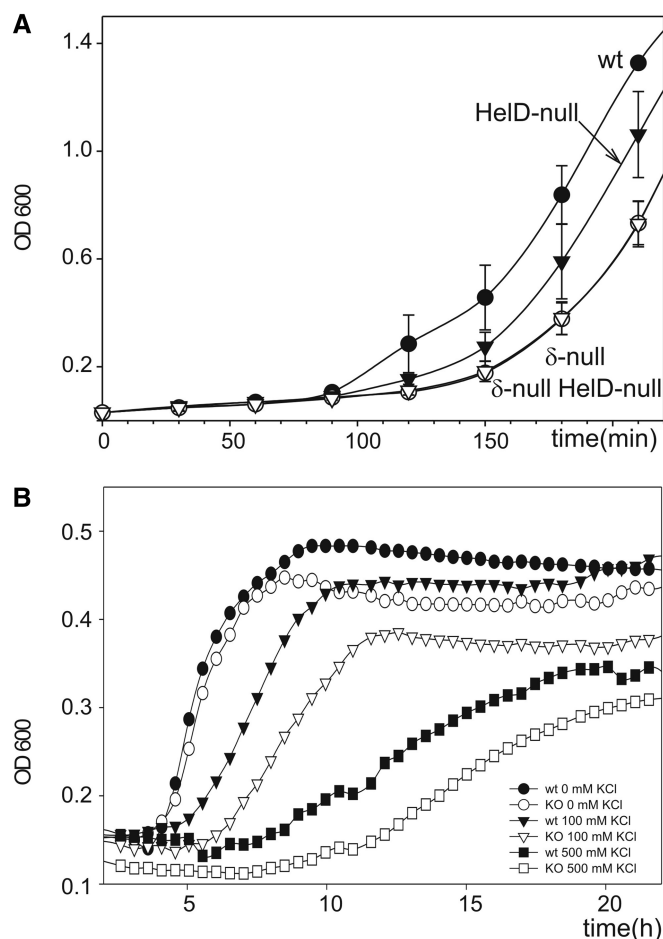 A
1.4
1.0
0.6
0.2
OD 600
wt
HelD-null
δ-null
δ-null HelD-null
0
50
100
150
time(min)
B
0.5
0.4
0.3
0.2
0.1
OD 600
wt 0 mM KCl
KO 0 mM KCl
wt 100 mM KCl
KO 100 mM KCl
wt 500 mM KCl
KO 500 mM KCl
5
10
15
20
time(h)